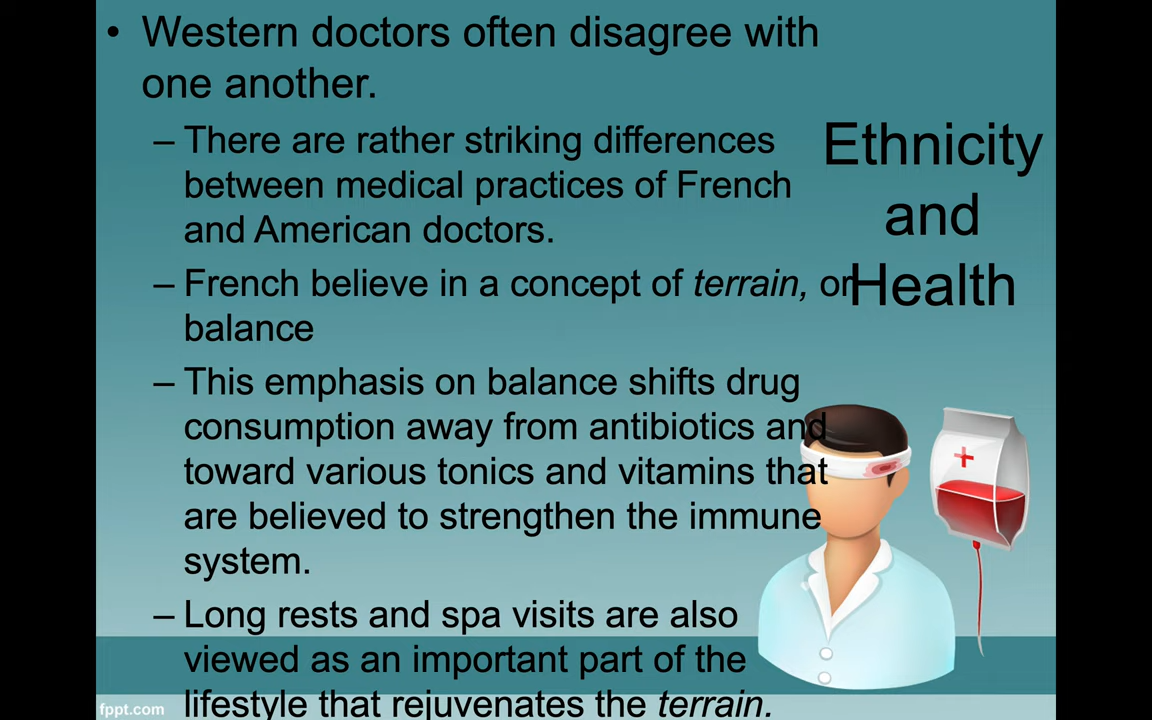 • Western doctors often disagree with
one another.
– There are rather striking differences
between medical practices of French
and American doctors.
– French believe in a concept of terrain, or
balance
– This emphasis on balance shifts drug
consumption away from antibiotics and
toward various tonics and vitamins that
are believed to strengthen the immune
system.
– Long rests and spa visits are also
viewed as an important part of the
lifestyle that rejuvenates the terrain.
Ethnicity
and
Health
fppt.com